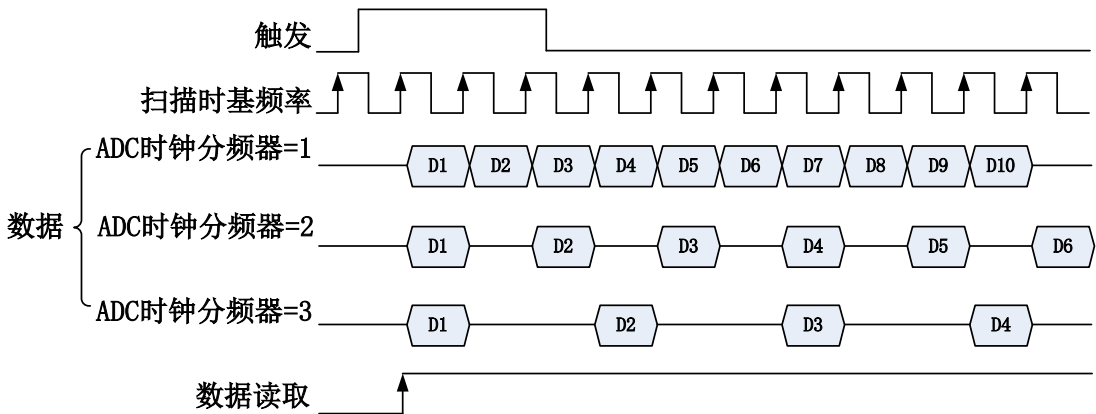 触发
扫描时基频率
ADC时钟分频器=1
D1 D2 D3 D4 D5 D6 D7 D8 D9 D10
数据
ADC时钟分频器=2
D1 D2 D3 D4 D5 D6
ADC时钟分频器=3
D1 D2 D3 D4
数据读取